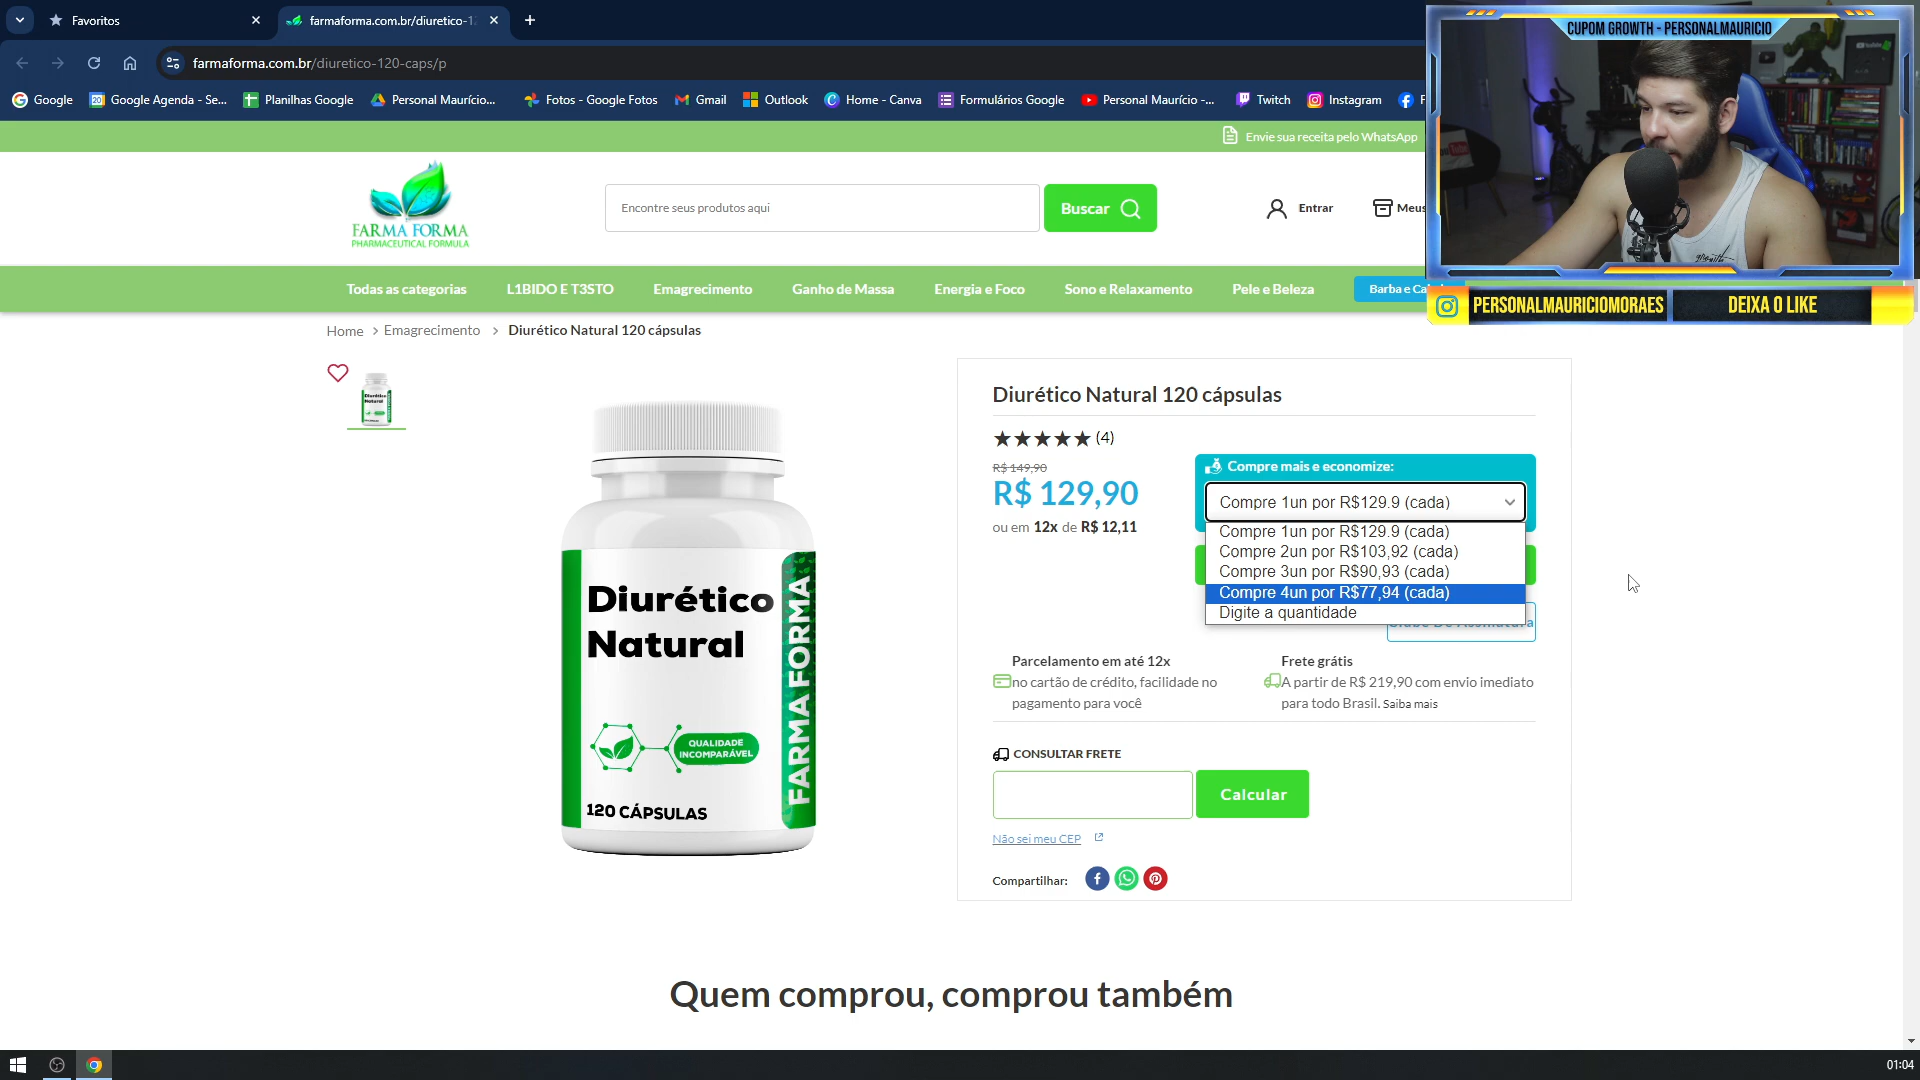 Favoritos
farmaforma.com.br/diuretico-12
farmaforma.com.br/diuretico-120-caps/p
Google
Google Agenda - Se...
Planilhas Google
Personal Maurício...
Fotos - Google Fotos
Gmail
Outlook
Home - Canva
Formulários Google
Personal Maurício -...
Twitch
Instagram
CUPOM GROWTH - PERSONALMAURICIO
Envie sua receita pelo WhatsApp
FARMA FORMA
PHARMACEUTICAL FORMULA
Encontre seus produtos aqui
Buscar
Entrar
Meus
Todas as categorias
L1BIDO E T3STO
Emagrecimento
Ganho de Massa
Energia e Foco
Sono e Relaxamento
Pele e Beleza
Barba e Ca
PERSONALMAURICIOMORAES
DEIXA O LIKE
Home > Emagrecimento > Diurético Natural 120 cápsulas
Diurético
Natural
FARMA FORMA
QUALIDADE
INCOMPARÁVEL
120 CÁPSULAS
Diurético Natural 120 cápsulas
★★★★★ (4)
R$ 149,90
R$ 129,90
ou em 12x de R$ 12,11
Compre mais e economize:
Compre 1un por R$129.9 (cada)
Compre 1un por R$129.9 (cada)
Compre 2un por R$103,92 (cada)
Compre 3un por R$90,93 (cada)
Compre 4un por R$77,94 (cada)
Digite a quantidade
Parcelamento em até 12x
no cartão de crédito, facilidade no
pagamento para você
Frete grátis
A partir de R$ 219,90 com envio imediato
para todo Brasil. Saiba mais
CONSULTAR FRETE
Calcular
Não sei meu CEP
Compartilhar:
Quem comprou, comprou também
01:04